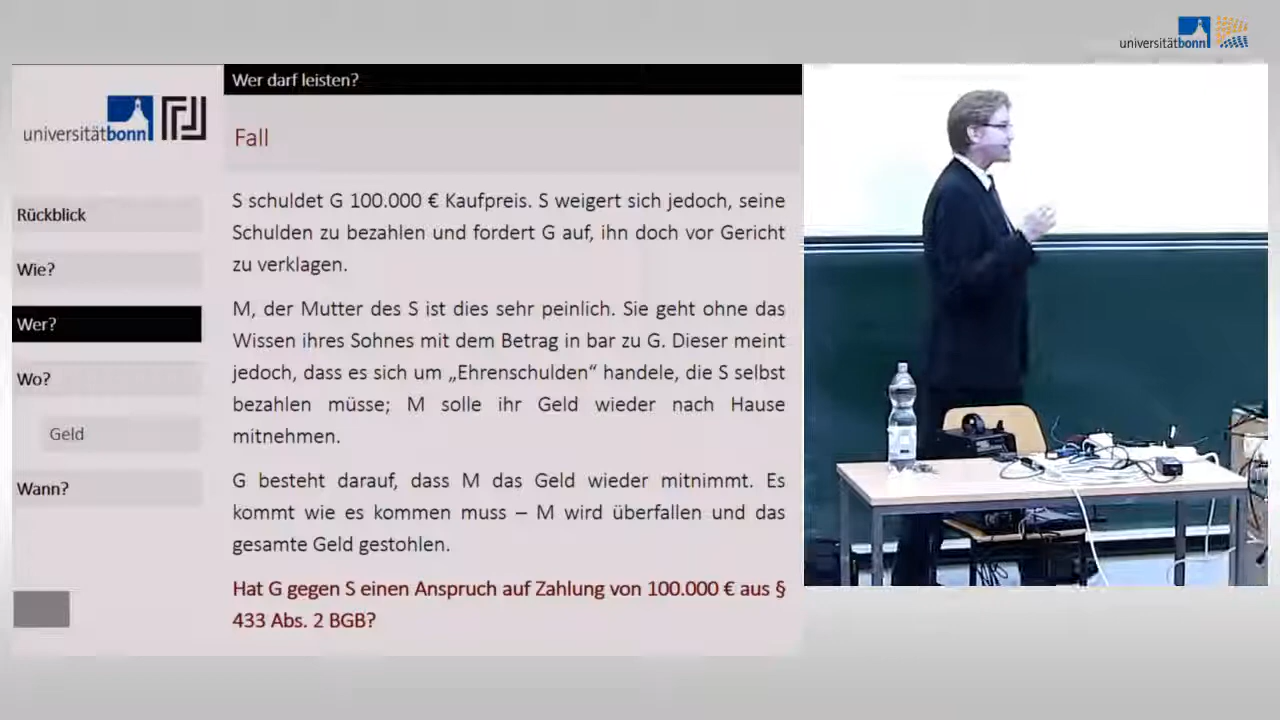 universitätbonn
Wer darf leisten?
universitätbonn
Fall
S schuldet G 100.000 € Kaufpreis. S weigert sich jedoch, seine
Schulden zu bezahlen und fordert G auf, ihn doch vor Gericht
zu verklagen.
M, der Mutter des S ist dies sehr peinlich. Sie geht ohne das
Wissen ihres Sohnes mit dem Betrag in bar zu G. Dieser meint
jedoch, dass es sich um „Ehrenschulden“ handele, die S selbst
bezahlen müsse; M solle ihr Geld wieder nach Hause
mitnehmen.
G besteht darauf, dass M das Geld wieder mitnimmt. Es
kommt wie es kommen muss – M wird überfallen und das
gesamte Geld gestohlen.
Hat G gegen S einen Anspruch auf Zahlung von 100.000 € aus §
433 Abs. 2 BGB?
Rückblick
Wie?
Wer?
Wo?
Geld
Wann?